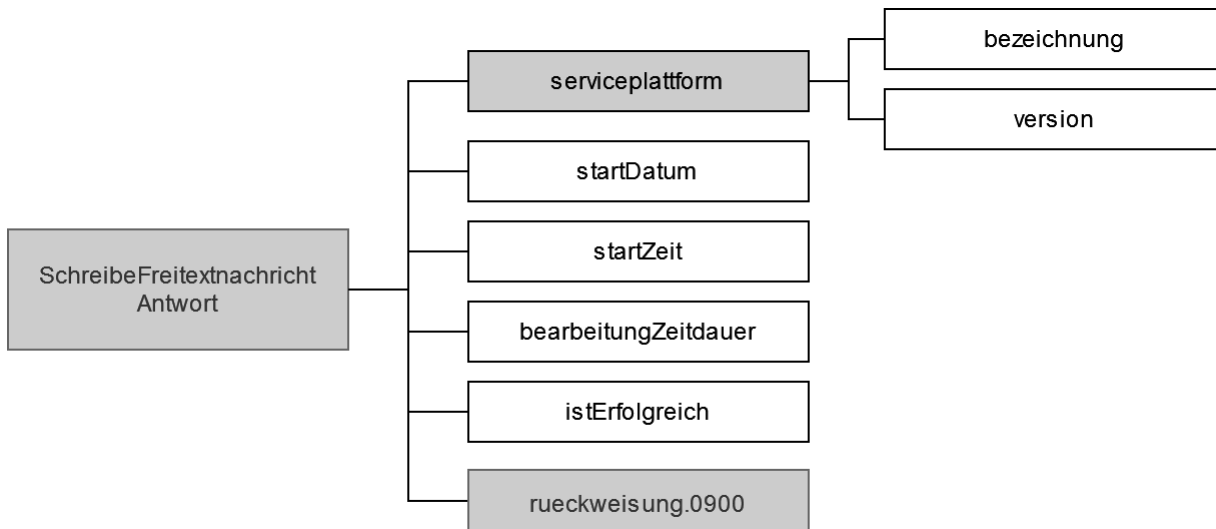 bezeichnung
serviceplattform
version
startDatum
startZeit
SchreibeFreitextnachricht
Antwort
bearbeitungZeitdauer
istErfolgreich
rueckweisung.0900